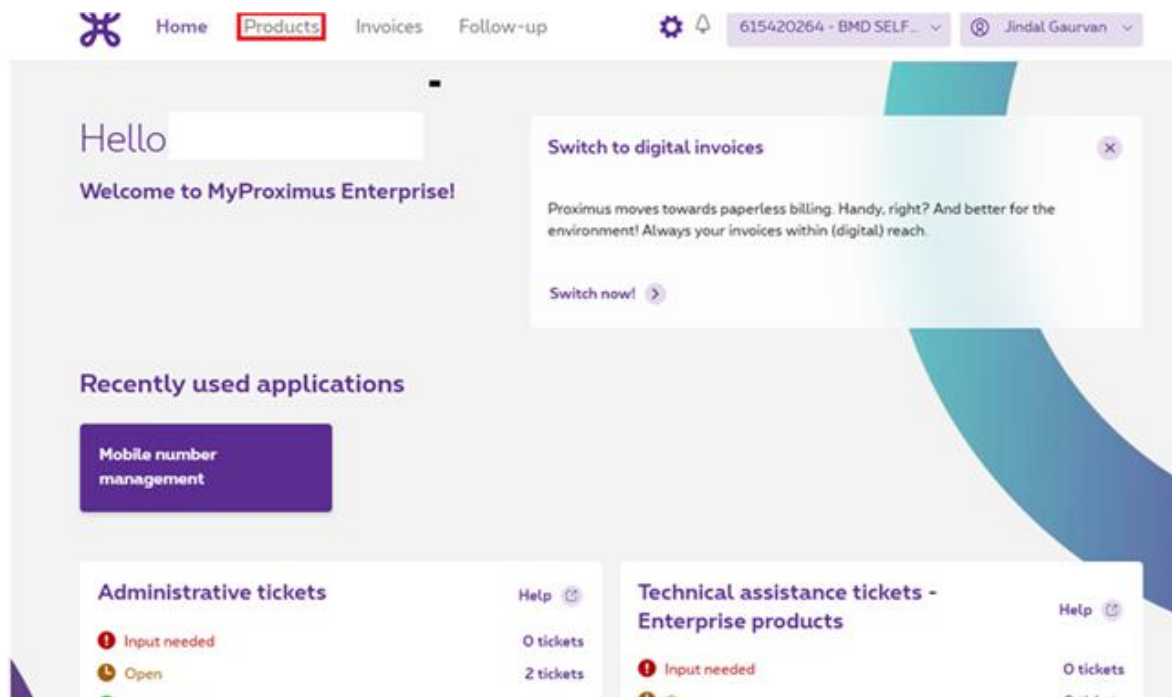 Home Products Invoices Follow-up 615420264 - BMD SELF... Jindal Gaurvan
Hello
Welcome to MyProximus Enterprise!
Switch to digital invoices
Proximus moves towards paperless billing. Handy, right? And better for the
environment! Always your invoices within (digital) reach.
Switch now!
Recently used applications
Mobile number
management
Administrative tickets
Help
Input needed
0 tickets
Open
2 tickets
Technical assistance tickets -
Enterprise products
Help
Input needed
0 tickets